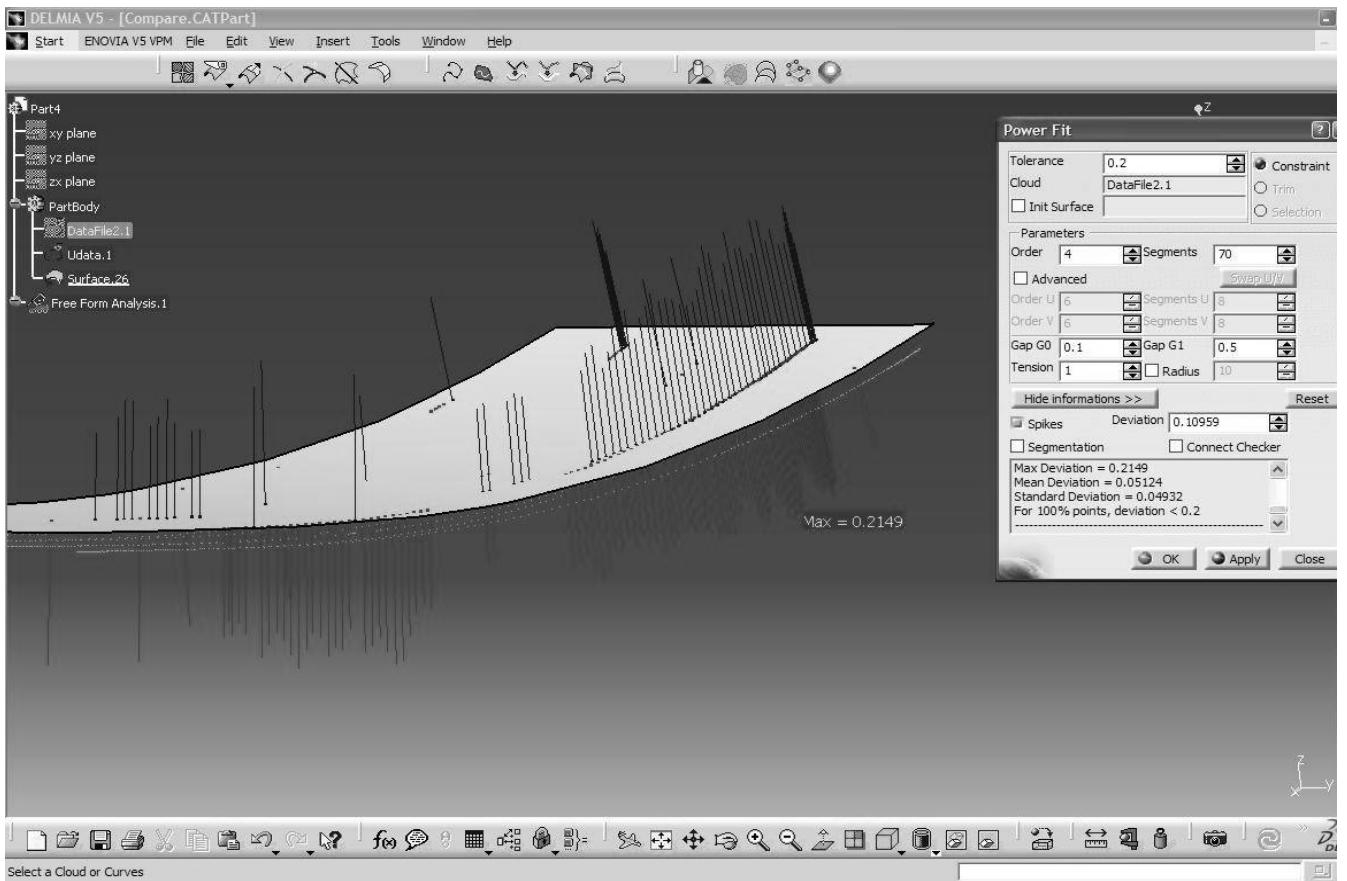 DELMIA V5 - [Compare.CATPart]
Start ENOVIA V5 VPM File Edit View Insert Tools Window Help
Part4
xy plane
yz plane
zx plane
PartBody
DataFile2.1
Udata.1
Surface.26
Free Form Analysis.1
Z
Max = 0.2149
Power Fit
Tolerance 0.2 Constraint
Cloud DataFile2.1 Trim
Init Surface Selection
Parameters
Order 4 Segments 70
Advanced Swap U/V
Order U 6 Segments U 8
Order V 6 Segments V 8
Gap G0 0.1 Gap G1 0.5
Tension 1 Radius 10
Hide informations >> Reset
Spikes Deviation 0.10959
Segmentation Connect Checker
Max Deviation = 0.2149
Mean Deviation = 0.05124
Standard Deviation = 0.04932
For 100% points, deviation < 0.2
OK Apply Close
Z
X Y
f(x)
Select a Cloud or Curves